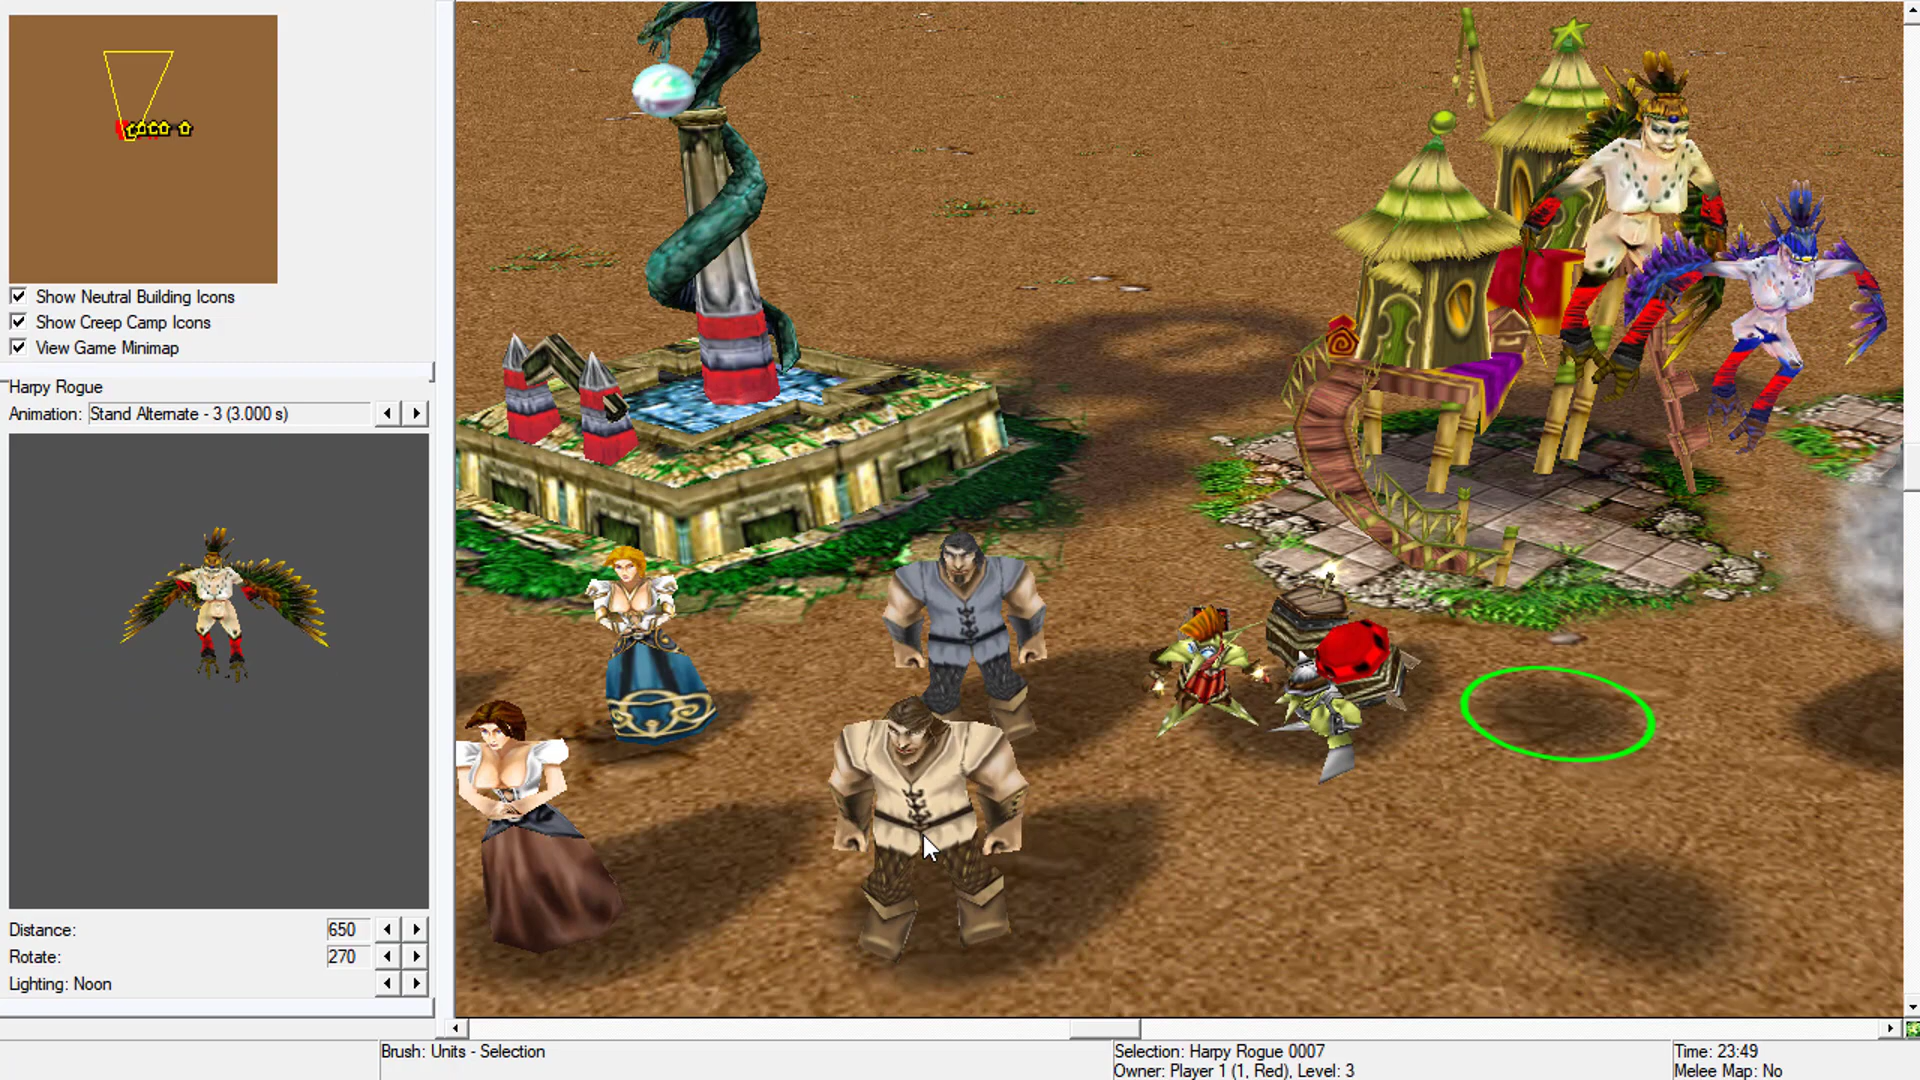 Show Neutral Building Icons
Show Creep Camp Icons
View Game Minimap
Harpy Rogue
Animation: Stand Alternate - 3 (3.000 s)
Distance: 650
Rotate: 270
Lighting: Noon
Brush: Units - Selection
Selection: Harpy Rogue 0007
Owner: Player 1 (1, Red), Level: 3
Time: 23:49
Melee Map: No